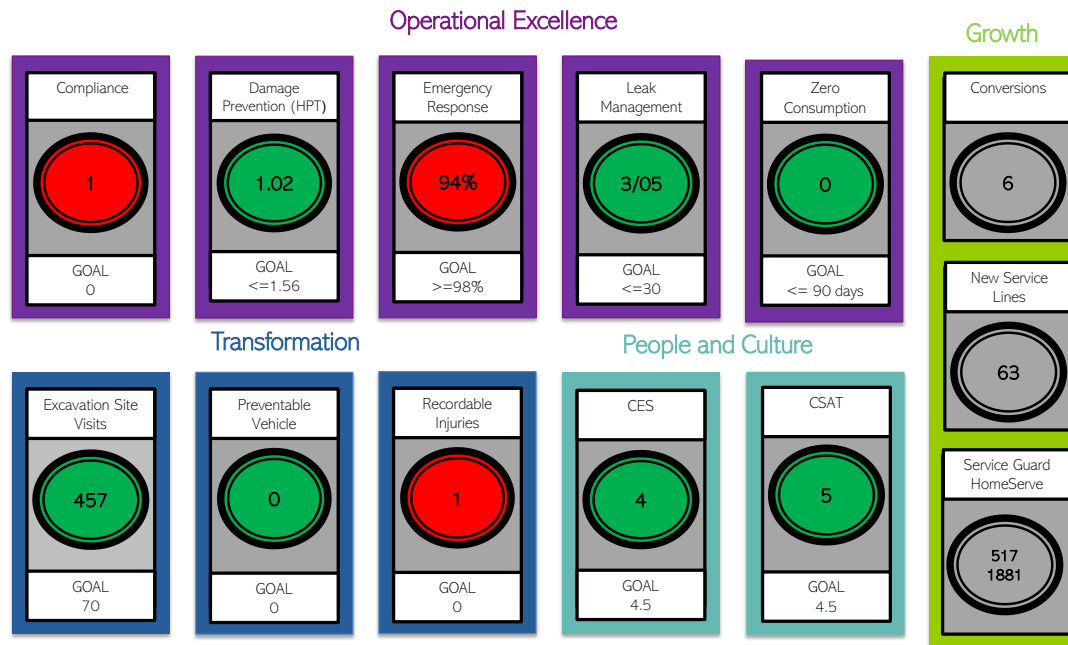 Operational Excellence
Compliance
1
GOAL
0
Damage
Prevention (HPT)
1.02
GOAL
<=1.56
Emergency
Response
94%
GOAL
>=98%
Leak
Management
3/05
GOAL
<=30
Zero
Consumption
0
GOAL
<= 90 days
Transformation
Excavation Site
Visits
457
GOAL
70
Preventable
Vehicle
0
GOAL
0
Recordable
Injuries
1
GOAL
0
People and Culture
CES
4
GOAL
4.5
CSAT
5
GOAL
4.5
Growth
Conversions
6
New Service
Lines
63
Service Guard
HomeServe
517
1881